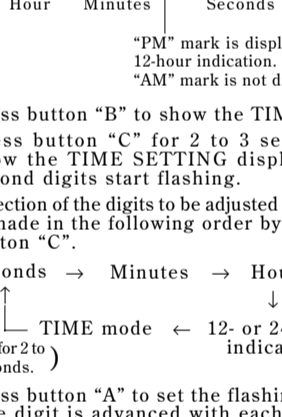 Hour Minutes Seconds
“PM” mark is displ
12-hour indication.
“AM” mark is not d
ss button “B” to show the TIM
ss button “C” for 2 to 3 se
w the TIME SETTING displ
ond digits start flashing.
ection of the digits to be adjusted
made in the following order by
ton “C”.
onds → Minutes → Hou
↑ ↓
TIME mode ← 12- or 2
for 2 to indica
onds. )
ss button “A” to set the flashi
e digit is advanced with each